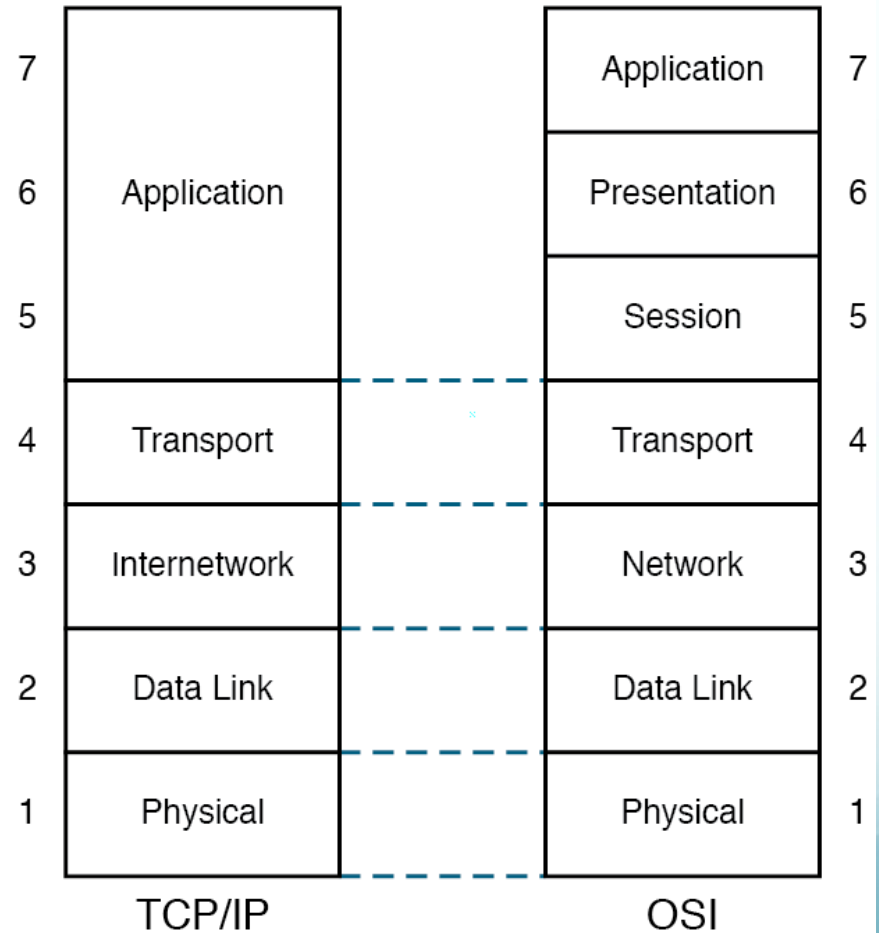 7 Application 7
6 Application Presentation 6
5 Session 5
4 Transport Transport 4
3 Internetwork Network 3
2 Data Link Data Link 2
1 Physical Physical 1
TCP/IP OSI